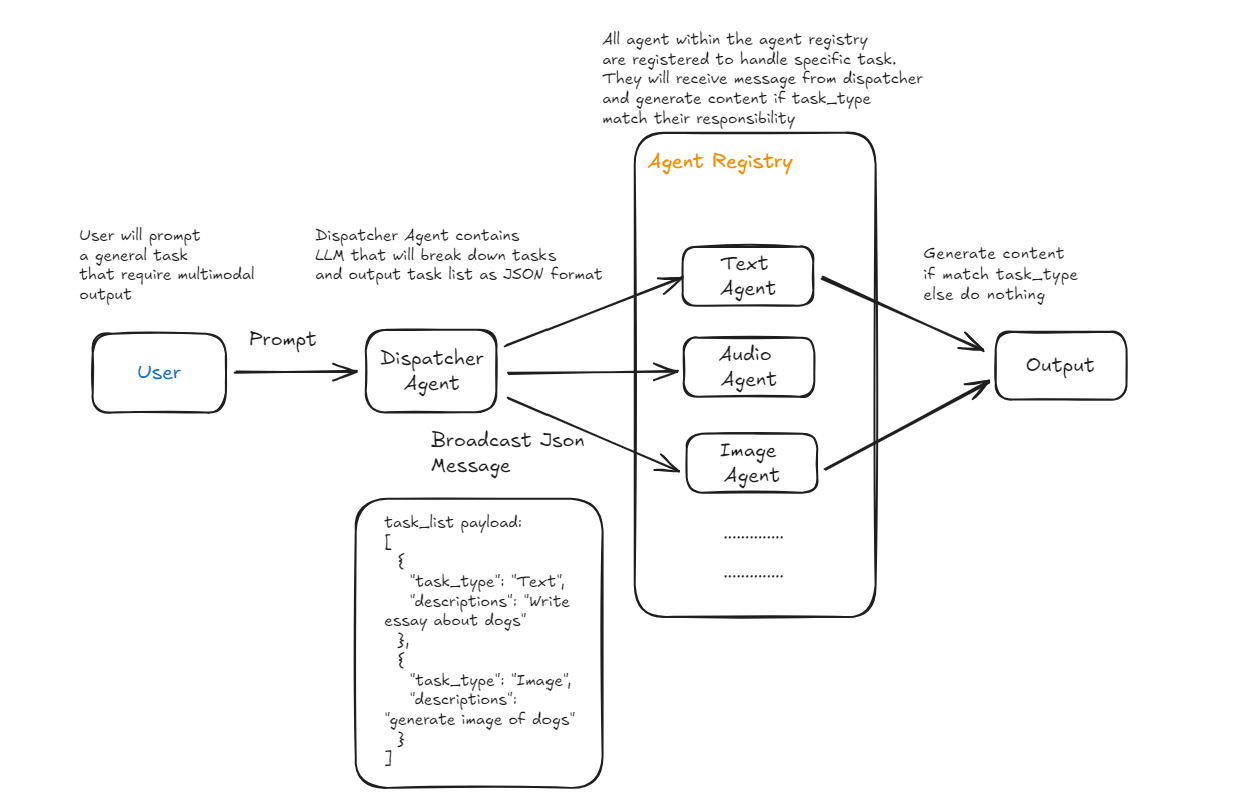 All agent within the agent registry
are registered to handle specific task.
They will receive message from dispatcher
and generate content if task_type
match their responsibility
Agent Registry
User will prompt
a general task
that require multimodal
output
Dispatcher Agent contains
LLM that will break down tasks
and output task list as JSON format
Text
Agent
Generate content
if match task_type
else do nothing
Prompt
User
Dispatcher
Agent
Audio
Agent
Output
Broadcast Json
Message
Image
Agent
..............
..............
task_list payload:
[
{
"task_type": "Text",
"descriptions": "Write
essay about dogs"
},
{
"task_type": "Image",
"descriptions":
"generate image of dogs"
}
]